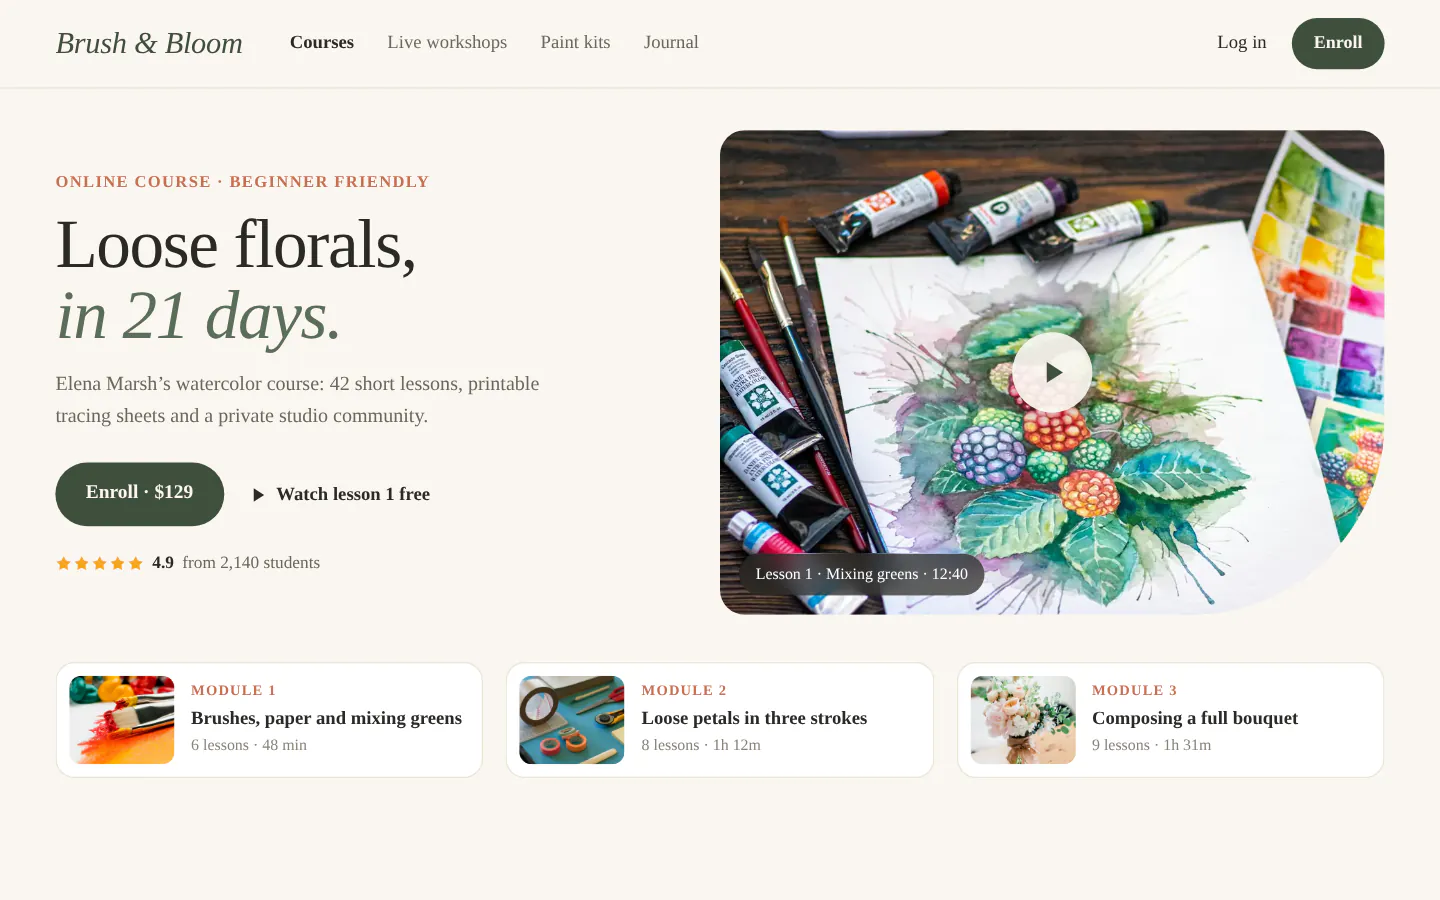 Brush & Bloom
Courses
Live workshops
Paint kits
Journal
Log in
Enroll
ONLINE COURSE · BEGINNER FRIENDLY
Loose florals,
in 21 days.
Elena Marsh’s watercolor course: 42 short lessons, printable
tracing sheets and a private studio community.
Enroll · $129
Watch lesson 1 free
4.9 from 2,140 students
Lesson 1 · Mixing greens · 12:40
MODULE 1
Brushes, paper and mixing greens
6 lessons · 48 min
MODULE 2
Loose petals in three strokes
8 lessons · 1h 12m
MODULE 3
Composing a full bouquet
9 lessons · 1h 31m